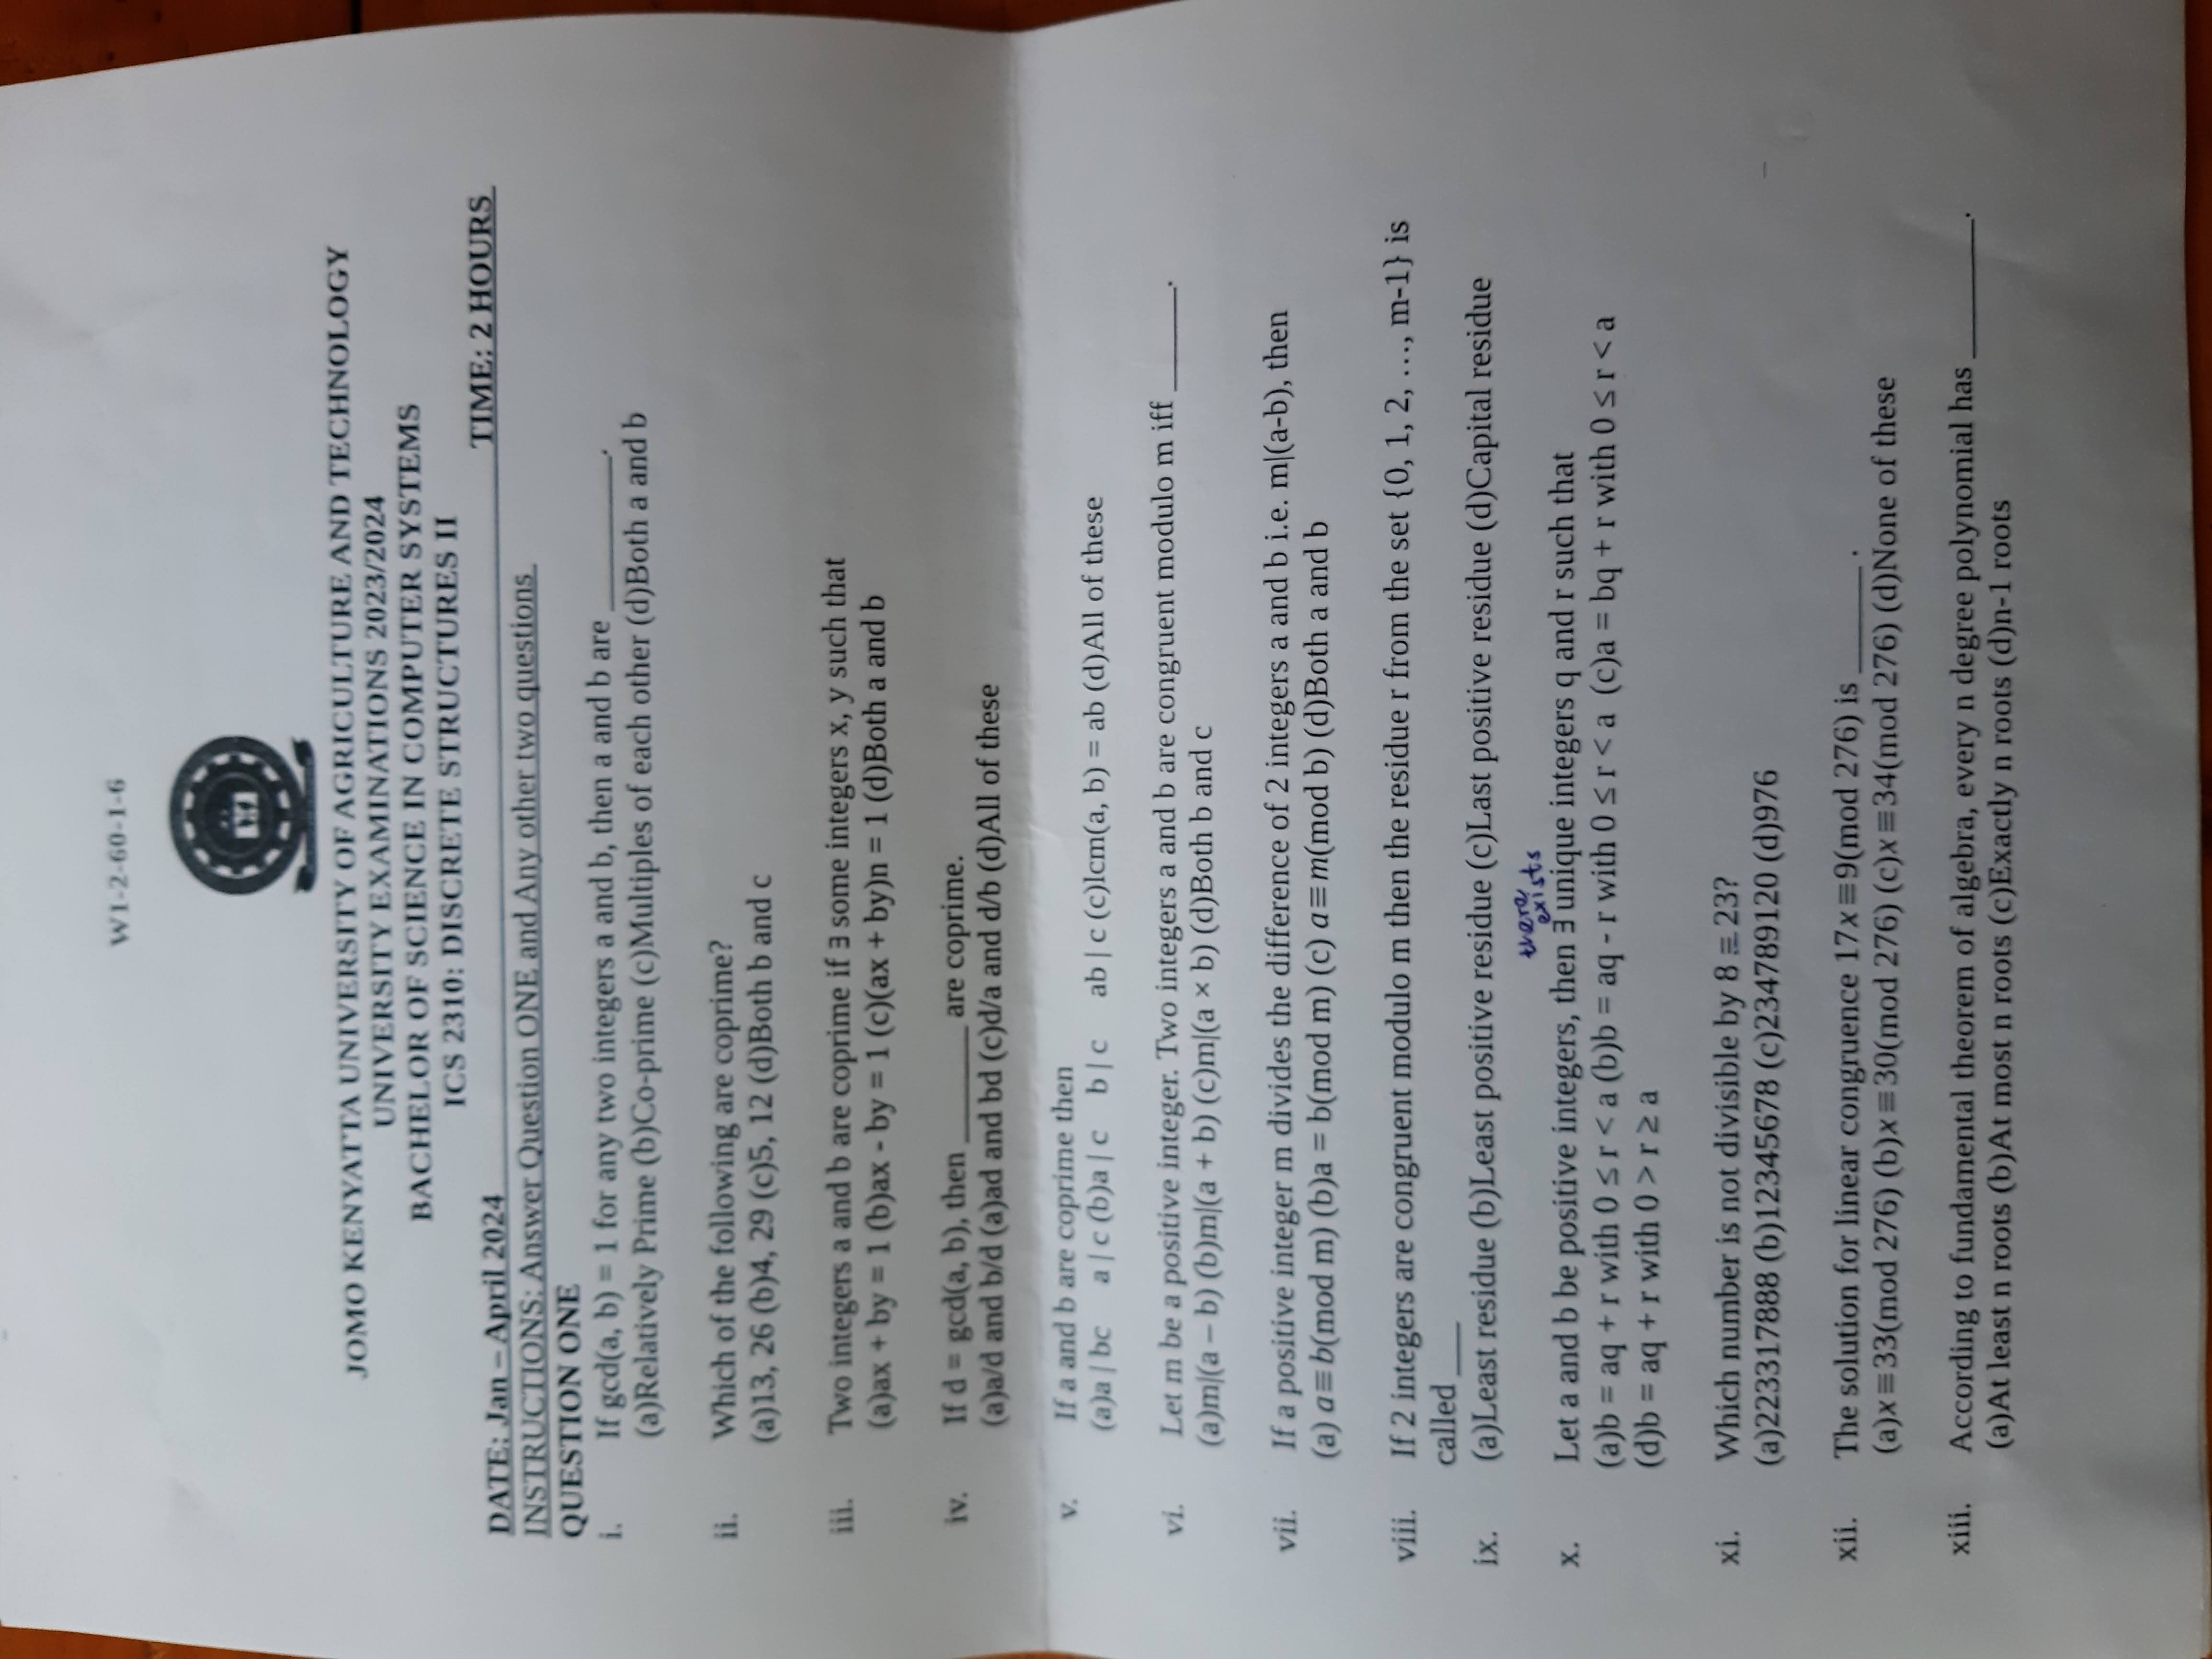 W1-2-60-1-6
JOMO KENYATTA UNIVERSITY OF AGRICULTURE AND TECHNOLOGY
UNIVERSITY EXAMINATIONS 2023/2024
BACHELOR OF SCIENCE IN COMPUTER SYSTEMS
ICS 2310: DISCRETE STRUCTURES II
DATE: Jan – April 2024 TIME: 2 HOURS
INSTRUCTIONS: Answer Question ONE and Any other two questions
QUESTION ONE
i. If gcd(a, b) = 1 for any two integers a and b, then a and b are ________.
(a)Relatively Prime (b)Co-prime (c)Multiples of each other (d)Both a and b
ii. Which of the following are coprime?
(a)13, 26 (b)4, 29 (c)5, 12 (d)Both b and c
iii. Two integers a and b are coprime if ∃ some integers x, y such that
(a)ax + by = 1 (b)ax - by = 1 (c)(ax + by)n = 1 (d)Both a and b
iv. If d = gcd(a, b), then ______ are coprime.
(a)a/d and b/d (a)ad and bd (c)d/a and d/b (d)All of these
v. If a and b are coprime then
(a)a | bc a | c (b)a | c b | c ab | c (c)lcm(a, b) = ab (d)All of these
vi. Let m be a positive integer. Two integers a and b are congruent modulo m iff ______.
(a)m|(a – b) (b)m|(a + b) (c)m|(a × b) (d)Both b and c
vii. If a positive integer m divides the difference of 2 integers a and b i.e. m|(a-b), then
(a) a≡b(mod m) (b)a = b(mod m) (c) a≡m(mod b) (d)Both a and b
viii. If 2 integers are congruent modulo m then the residue r from the set {0, 1, 2, ..., m-1} is
called ___
ix. (a)Least residue (b)Least positive residue (c)Last positive residue (d)Capital residue
there
exists
x. Let a and b be positive integers, then ∃ unique integers q and r such that
(a)b = aq + r with 0 ≤ r < a (b)b = aq - r with 0 ≤ r < a (c)a = bq + r with 0 ≤ r < a
(d)b = aq + r with 0 > r ≥ a
xi. Which number is not divisible by 8 ≡ 23?
(a)223317888 (b)12345678 (c)234789120 (d)976
xii. The solution for linear congruence 17x≡9(mod 276) is ______ .
(a)x≡33(mod 276) (b)x≡30(mod 276) (c)x≡34(mod 276) (d)None of these
xiii. According to fundamental theorem of algebra, every n degree polynomial has ________.
(a)At least n roots (b)At most n roots (c)Exactly n roots (d)n-1 roots